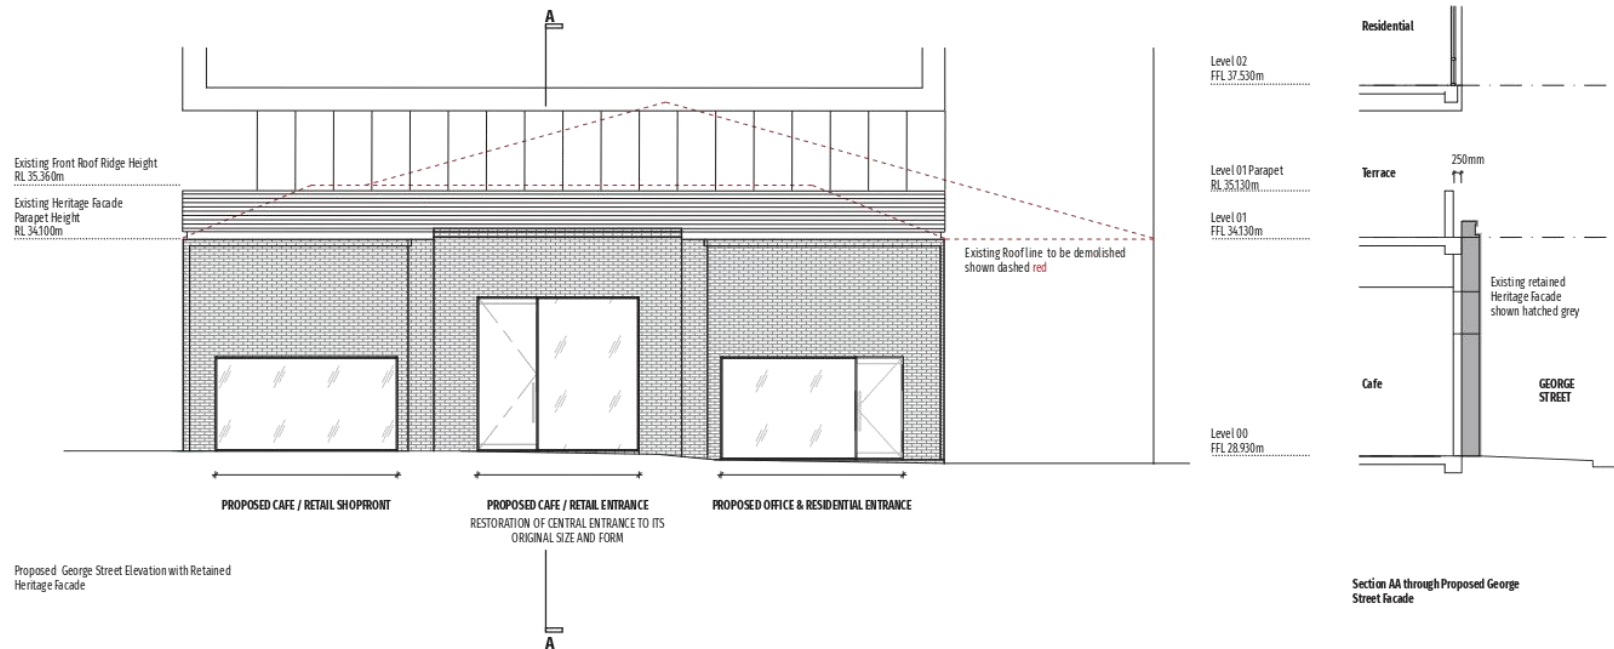 A
Existing Front Roof Ridge Height
RL 35.360m
Existing Heritage Facade
Parapet Height
RL 34.100m
Existing Roofline to be demolished
shown dashed red
PROPOSED CAFE / RETAIL SHOPFRONT
PROPOSED CAFE / RETAIL ENTRANCE
RESTORATION OF CENTRAL ENTRANCE TO ITS
ORIGINAL SIZE AND FORM
PROPOSED OFFICE & RESIDENTIAL ENTRANCE
Proposed George Street Elevation with Retained
Heritage Facade
A
Residential
Level 02
FFL 37.530m
250mm
Level 01 Parapet
RL 35.130m
Terrace
Level 01
FFL 34.130m
Existing retained
Heritage Facade
shown hatched grey
Cafe
GEORGE
STREET
Level 00
FFL 28.930m
Section AA through Proposed George
Street Facade